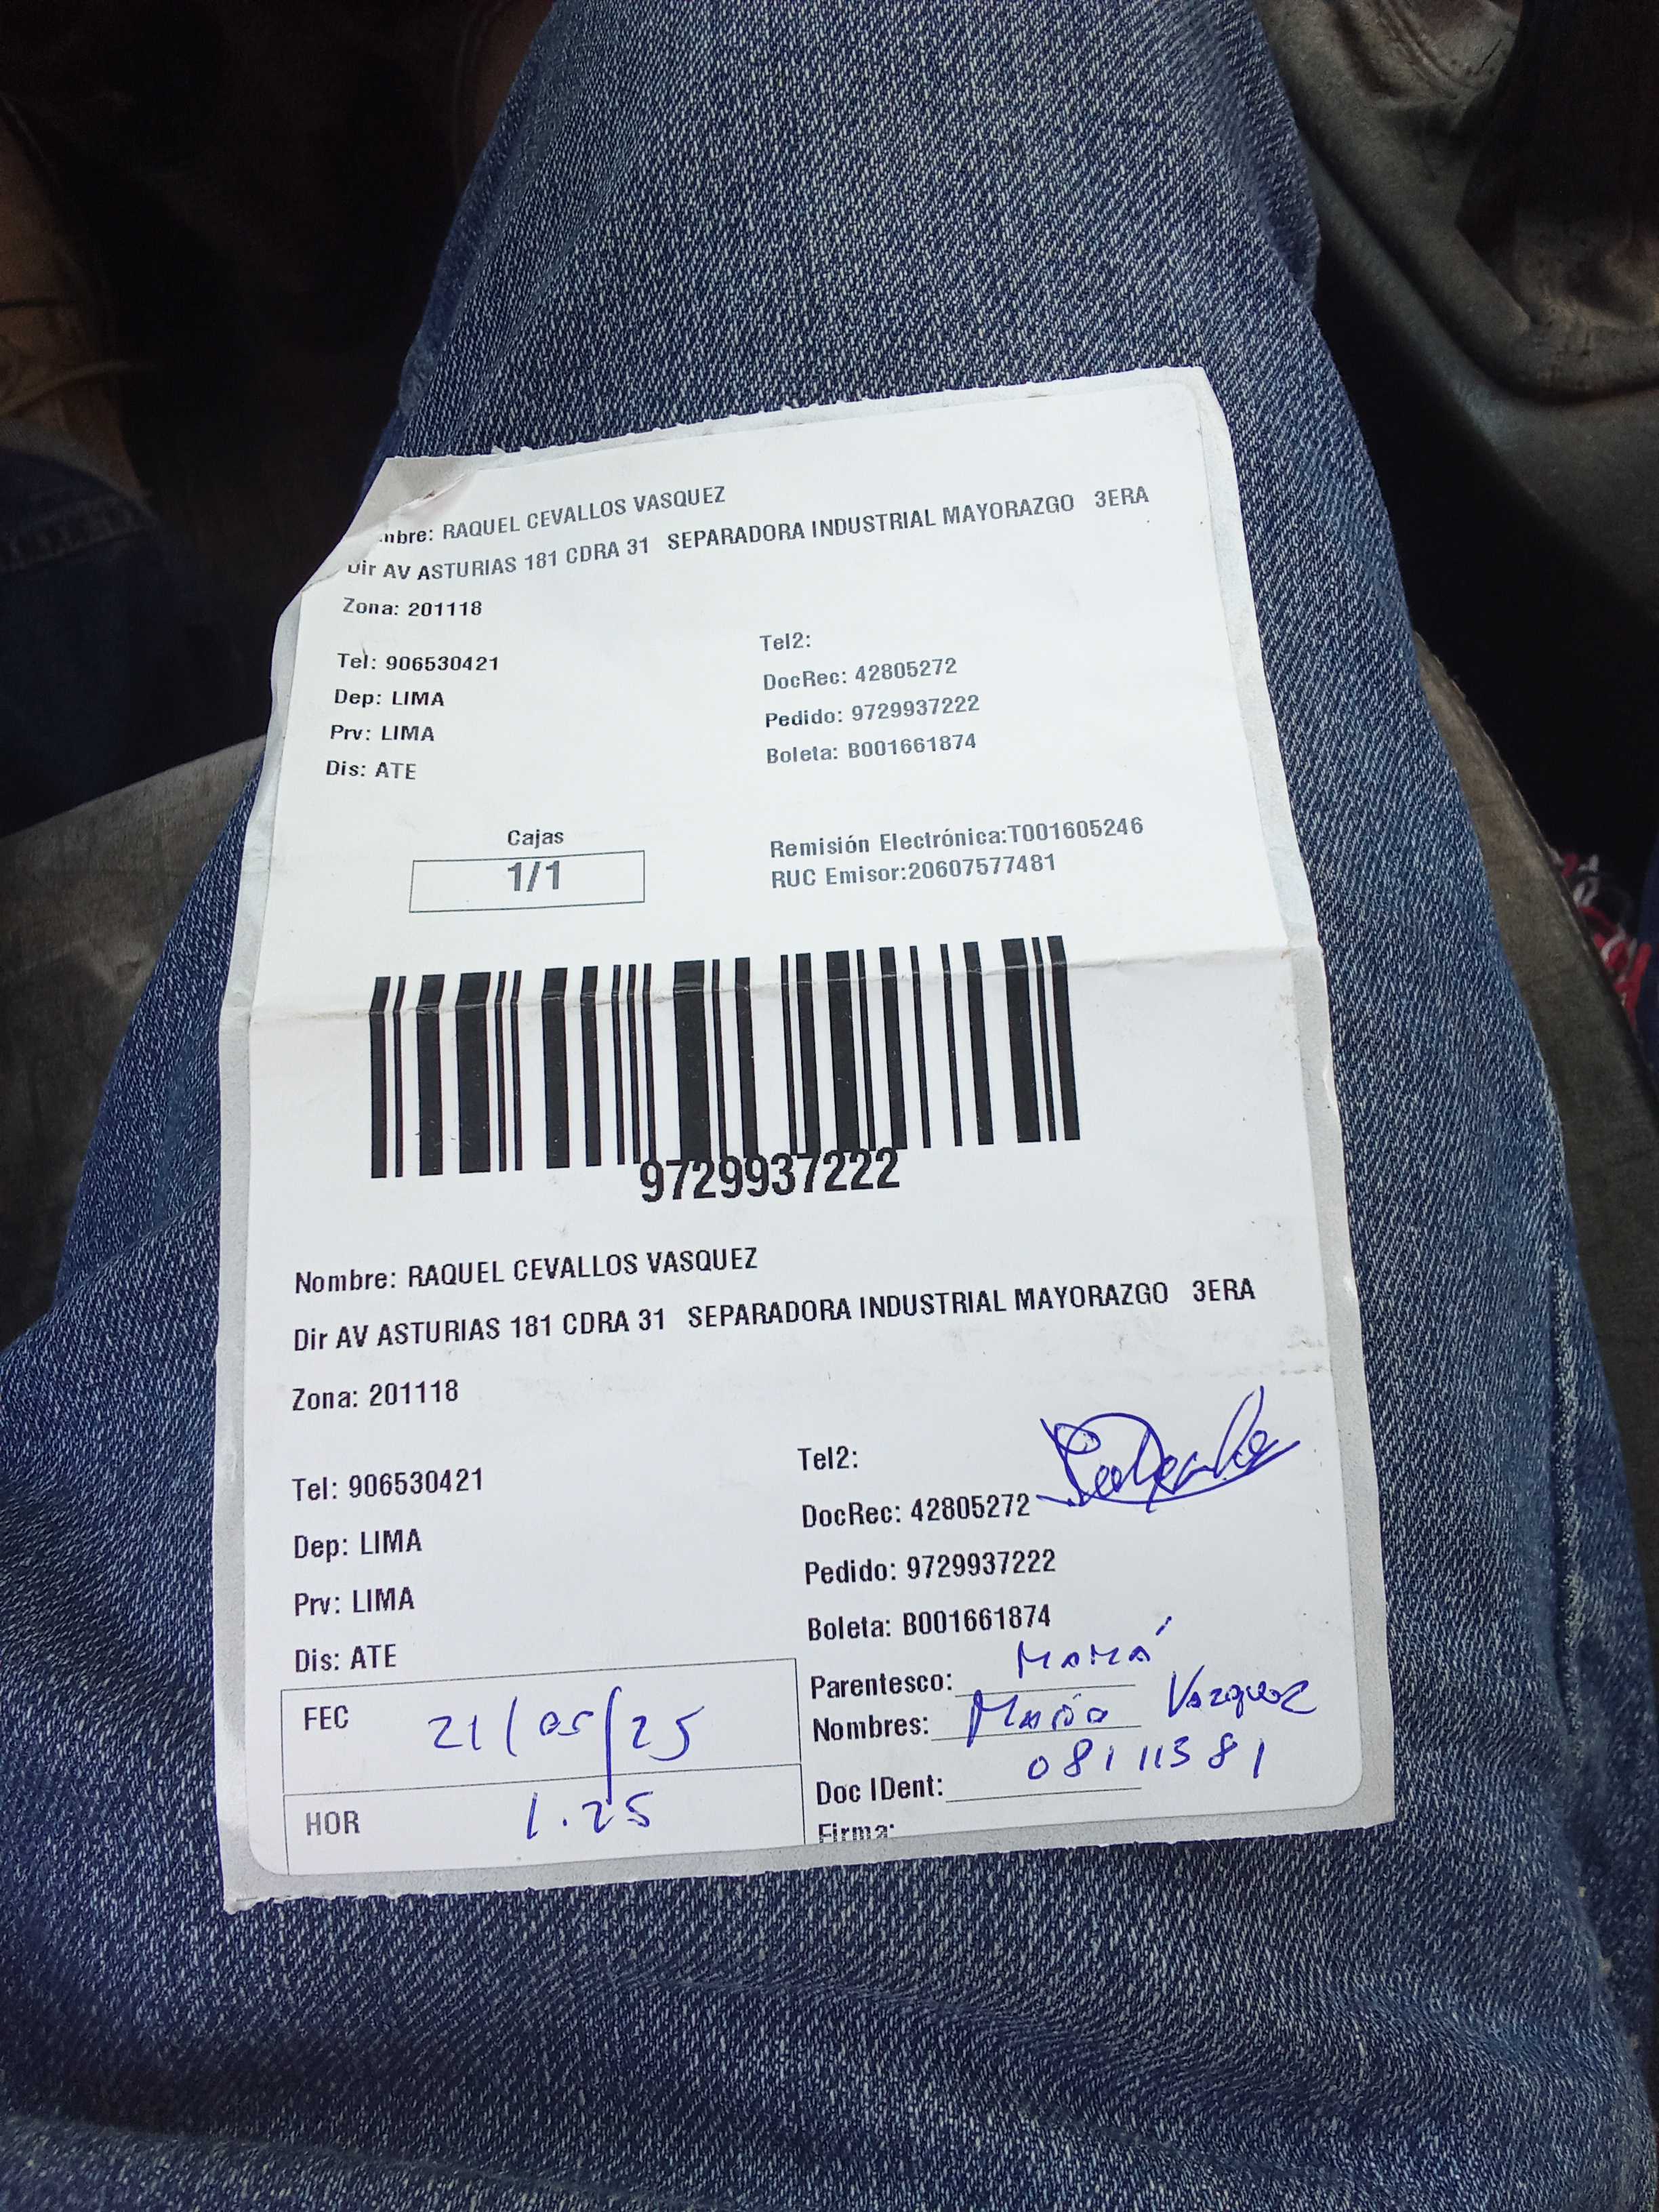 mbre: RAQUEL CEVALLOS VASQUEZ
Dir AV ASTURIAS 181 CDRA 31 SEPARADORA INDUSTRIAL MAYORAZGO 3ERA
Zona: 201118
Tel: 906530421
Tel2:
Dep: LIMA
DocRec: 42805272
Prv: LIMA
Pedido: 9729937222
Dis: ATE
Boleta: B001661874
Cajas
1/1
Remisión Electrónica:T001605246
RUC Emisor:20607577481
9729937222
Nombre: RAQUEL CEVALLOS VASQUEZ
Dir AV ASTURIAS 181 CDRA 31 SEPARADORA INDUSTRIAL MAYORAZGO 3ERA
Zona: 201118
Tel: 906530421
Tel2:
Dep: LIMA
DocRec: 42805272
Prv: LIMA
Pedido: 9729937222
Dis: ATE
Boleta: B001661874
FEC 21/05/25
HOR 1.25
Parentesco: MAMÁ
Nombres: María Vazquez
Doc IDent: 08111381
Firma: